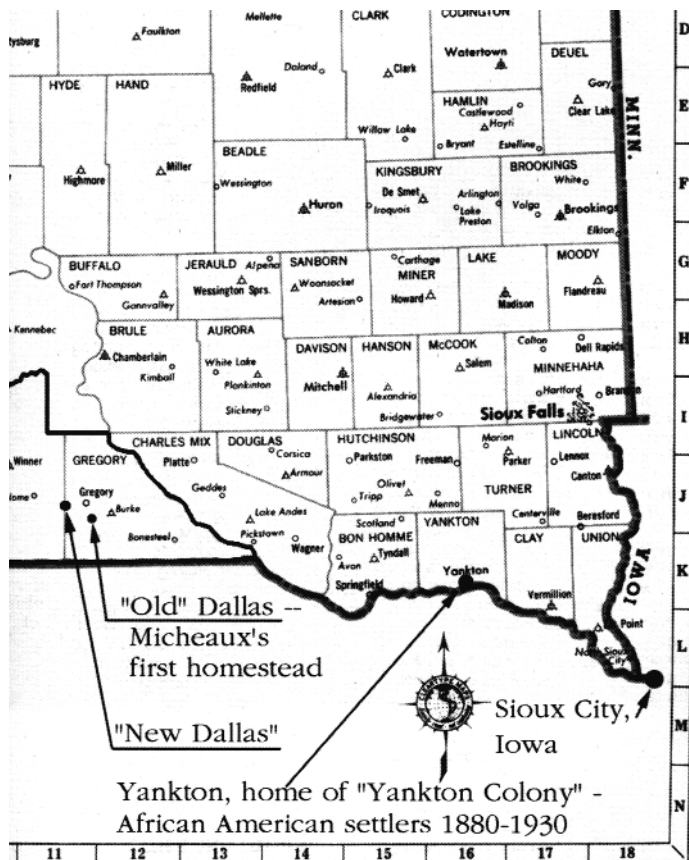 CLARK
CODINGTON
D
ttysburg
Faulkton
Mellette
Watertown
DEUEL
Redfield
Doland
Clark
Gary
MINN.
E
HYDE
HAND
HAMLIN
Castlewood
Hayti
Clear Lake
Willow Lake
Bryant
Estelline
BEADLE
KINGSBURY
BROOKINGS
Highmore
Miller
Wessington
De Smet
Arlington
White
F
Huron
Iroquois
Lake
Preston
Volga
Brookings
Elkton
BUFFALO
JERAULD
Alpena
SANBORN
Carthage
LAKE
MOODY
G
Fort Thompson
Gannvalley
Wessington Sprs.
Woonsocket
Artesian
MINER
Howard
Madison
Flandreau
Kennebec
BRULE
AURORA
DAVISON
HANSON
McCOOK
Colton
Dell Rapids
H
Chamberlain
Kimball
White Lake
Plankinton
Mitchell
Alexandria
Salem
MINNEHAHA
Stickney
Bridgewater
Hartford
Brandon
Sioux Falls
I
CHARLES MIX
DOUGLAS
HUTCHINSON
Marion
LINCOLN
Winner
GREGORY
Platte
Corsica
Parkston
Freeman
Parker
Lennox
Canton
Gregory
Burke
Geddes
Armour
Tripp
Olivet
Menno
TURNER
J
Lake Andes
Scotland
YANKTON
Centerville
Beresford
Bonesteel
Pickstown
Wagner
BON HOMME
Avon
Tyndall
CLAY
UNION
K
Springfield
Yankton
Vermillion
IOWA
"Old" Dallas --
Micheaux's
first homestead
Point
North Sioux
City
L
"New Dallas"
Sioux City,
Iowa
M
Yankton, home of "Yankton Colony" -
African American settlers 1880-1930
N
11 12 13 14 15 16 17 18